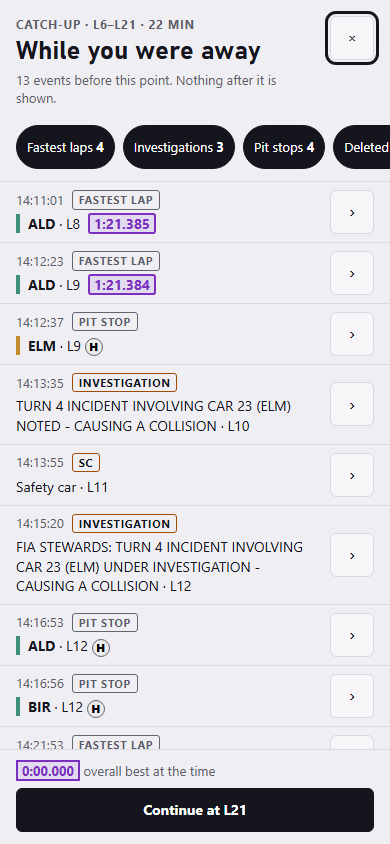 CATCH-UP · L6–L21 · 22 MIN
While you were away
×
13 events before this point. Nothing after it is
shown.
Fastest laps 4
Investigations 3
Pit stops 4
Deleted
14:11:01 FASTEST LAP
ALD · L8 1:21.385
›
14:12:23 FASTEST LAP
ALD · L9 1:21.384
›
14:12:37 PIT STOP
ELM · L9 H
›
14:13:35 INVESTIGATION
TURN 4 INCIDENT INVOLVING CAR 23 (ELM)
NOTED - CAUSING A COLLISION · L10
›
14:13:55 SC
Safety car · L11
›
14:15:20 INVESTIGATION
FIA STEWARDS: TURN 4 INCIDENT INVOLVING
CAR 23 (ELM) UNDER INVESTIGATION -
CAUSING A COLLISION · L12
›
14:16:53 PIT STOP
ALD · L12 H
›
14:16:56 PIT STOP
BIR · L12 H
›
14:21:53 FASTEST LAP
0:00.000 overall best at the time
Continue at L21